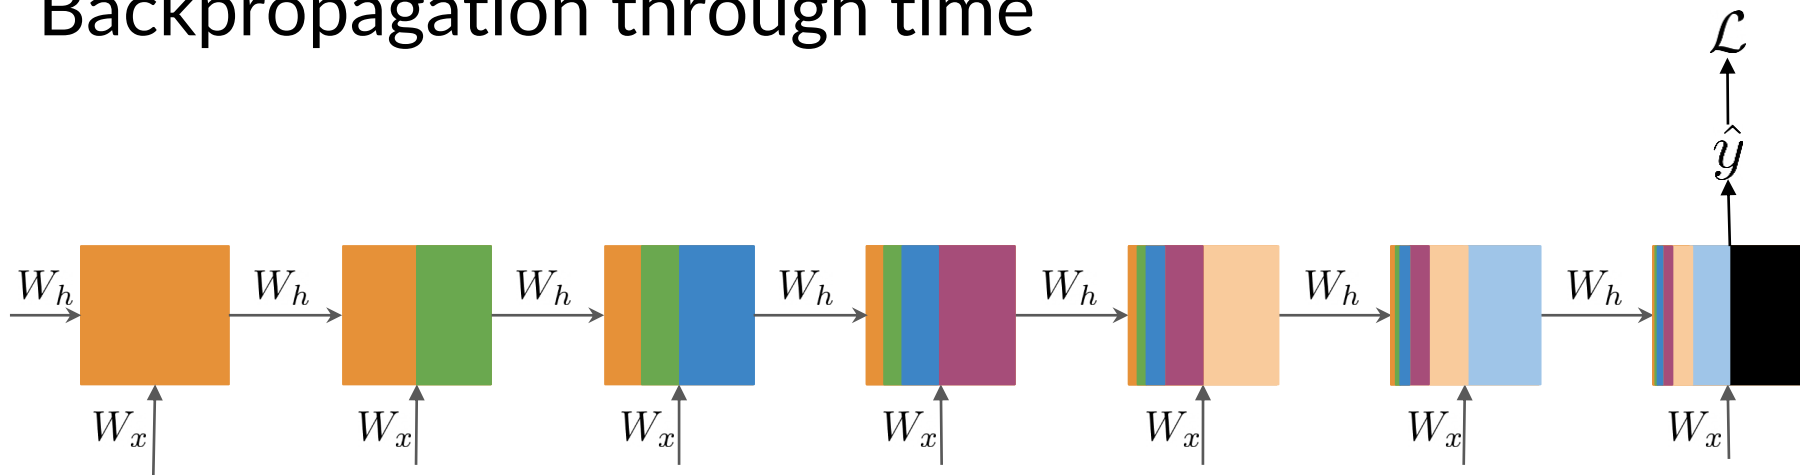 Backpropagation through time
ℒ
ŷ
W_h W_h W_h W_h W_h W_h W_h
W_x W_x W_x W_x W_x W_x W_x